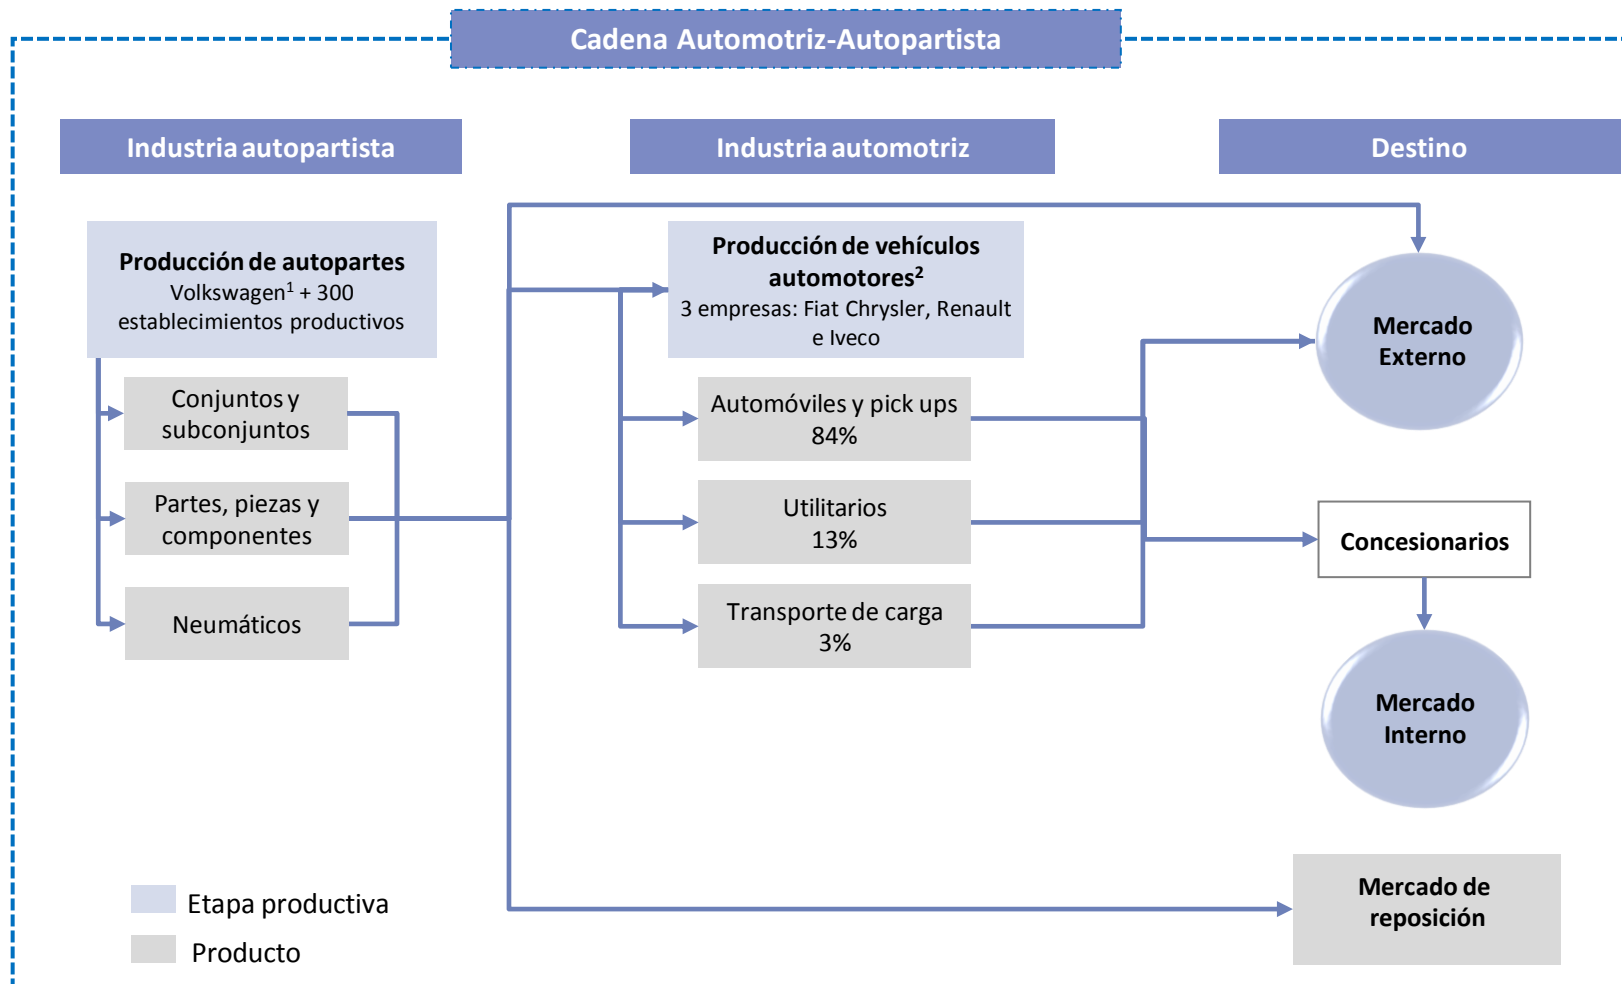 Cadena Automotriz-Autopartista
Industria autopartista
Industria automotriz
Destino
Producción de autopartes
Volkswagen¹ + 300
establecimientos productivos
Conjuntos y
subconjuntos
Partes, piezas y
componentes
Neumáticos
Producción de vehículos
automotores²
3 empresas: Fiat Chrysler, Renault
e Iveco
Automóviles y pick ups
84%
Utilitarios
13%
Transporte de carga
3%
Mercado
Externo
Concesionarios
Mercado
Interno
Mercado de
reposición
Etapa productiva
Producto